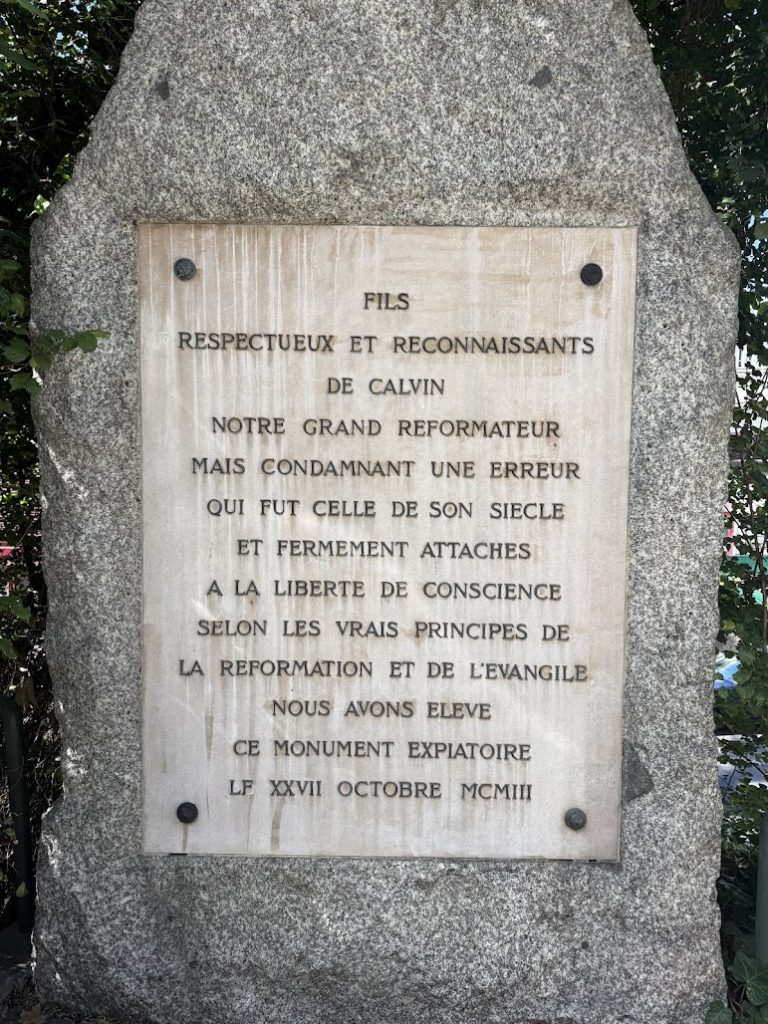 FILS
RESPECTUEUX ET RECONNAISSANTS
DE CALVIN
NOTRE GRAND REFORMATEUR
MAIS CONDAMNANT UNE ERREUR
QUI FUT CELLE DE SON SIECLE
ET FERMEMENT ATTACHES
A LA LIBERTE DE CONSCIENCE
SELON LES VRAIS PRINCIPES DE
LA REFORMATION ET DE L'EVANGILE
NOUS AVONS ELEVE
CE MONUMENT EXPIATOIRE
LE XXVII OCTOBRE MCMIII